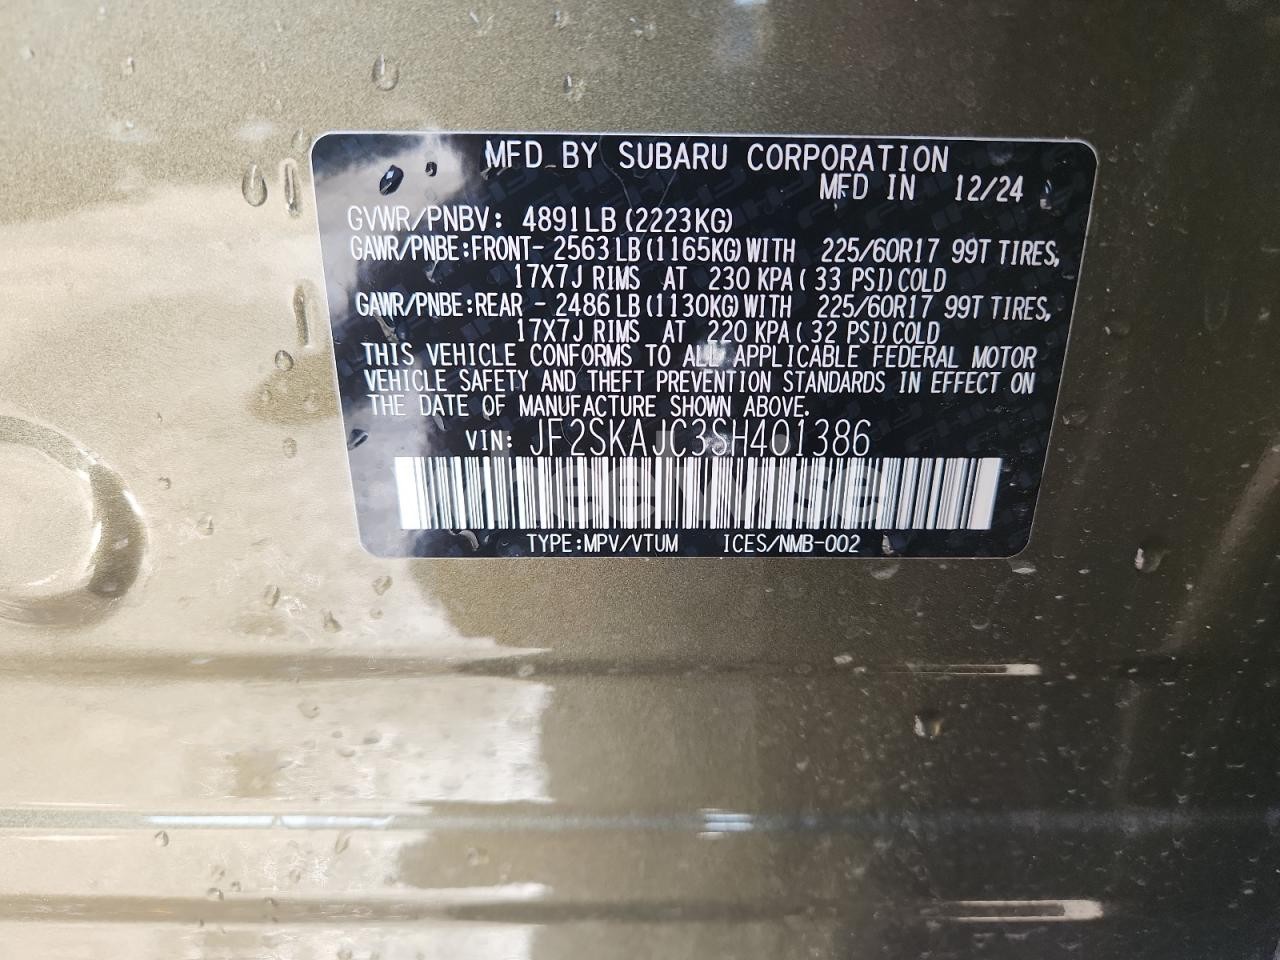 MFD BY SUBARU CORPORATION
MFD IN 12/24
GVWR/PNBV: 4891LB(2223KG)
GAWR/PNBE:FRONT- 2563LB(1165KG)WITH 225/60R17 99T TIRES,
17X7J RIMS AT 230 KPA(33 PSI)COLD
GAWR/PNBE:REAR - 2486LB(1130KG)WITH 225/60R17 99T TIRES,
17X7J RIMS AT 220 KPA(32 PSI)COLD
THIS VEHICLE CONFORMS TO ALL APPLICABLE FEDERAL MOTOR
VEHICLE SAFETY AND THEFT PREVENTION STANDARDS IN EFFECT ON
THE DATE OF MANUFACTURE SHOWN ABOVE.
VIN: JF2SKAJC3SH401386
TYPE:MPV/VTUM ICES/NMB-002